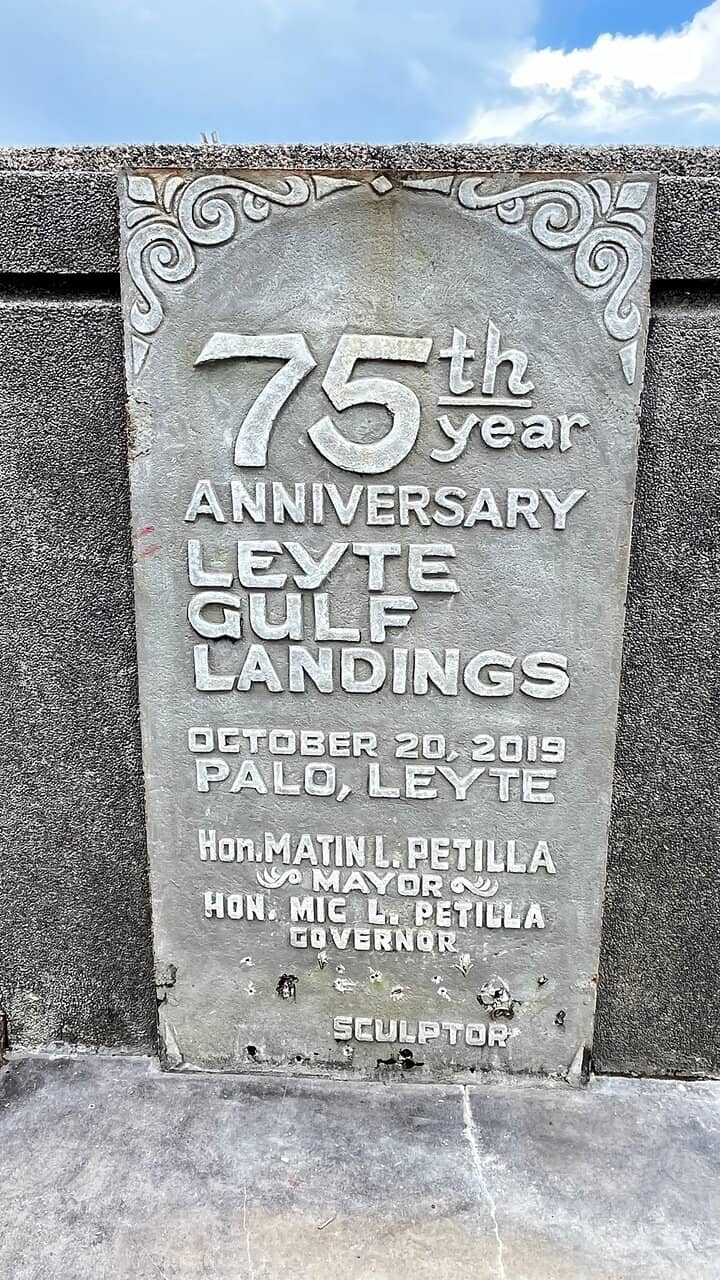 75th
year
ANNIVERSARY
LEYTE
GULF
LANDINGS
OCTOBER 20, 2019
PALO, LEYTE
Hon. MATIN L. PETILLA
MAYOR
HON. MIC L. PETILLA
GOVERNOR
SCULPTOR